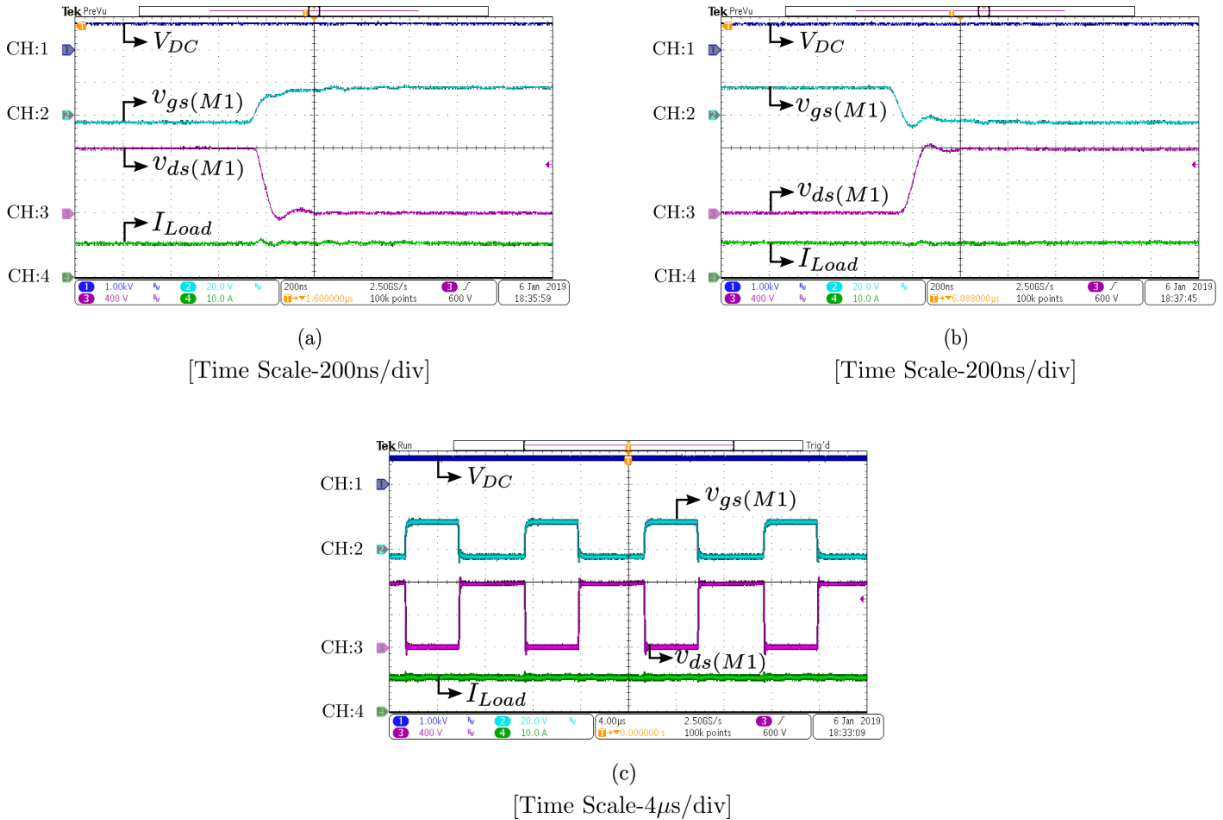 Tek PreVu
CH:1
V_DC
v_gs(M1)
CH:2
v_ds(M1)
CH:3
I_Load
CH:4
1 1.00kV 2 20.0 V
3 400 V 4 10.0 A
200ns
T→▼1.600000µs
2.50GS/s
100k points
3
600 V
6 Jan 2019
18:35:59
(a)
[Time Scale-200ns/div]
Tek PreVu
CH:1
V_DC
v_gs(M1)
CH:2
v_ds(M1)
CH:3
I_Load
CH:4
1 1.00kV 2 20.0 V
3 400 V 4 10.0 A
200ns
T→▼6.088000µs
2.50GS/s
100k points
3
600 V
6 Jan 2019
18:37:45
(b)
[Time Scale-200ns/div]
Tek Run
Trig'd
CH:1
V_DC
v_gs(M1)
CH:2
CH:3
v_ds(M1)
I_Load
CH:4
1 1.00kV 2 20.0 V
3 400 V 4 10.0 A
4.00µs
T→▼0.000000 s
2.50GS/s
100k points
3
600 V
6 Jan 2019
18:33:09
(c)
[Time Scale-4µs/div]